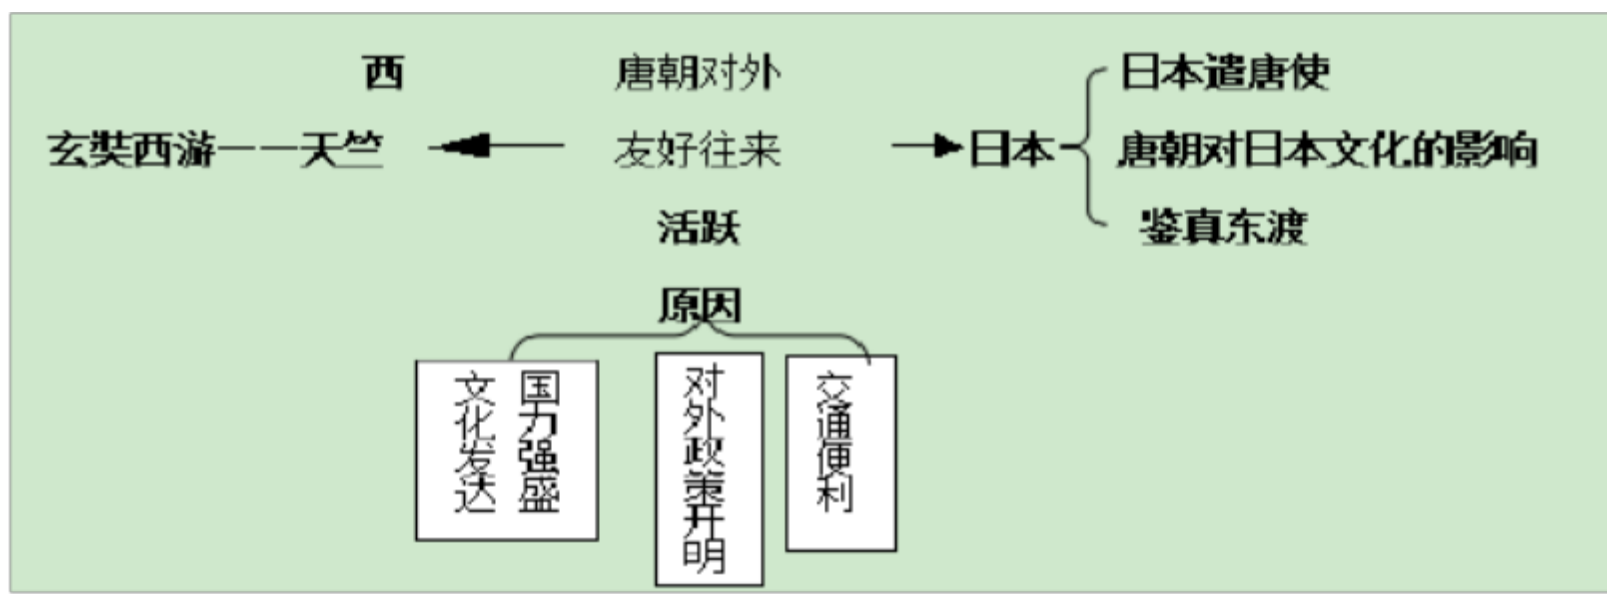 西
唐朝对外
日本遣唐使
玄奘西游——天竺
友好往来
日本
唐朝对日本文化的影响
活跃
鉴真东渡
原因
国力强盛
文化发达
对外政策开明
交通便利